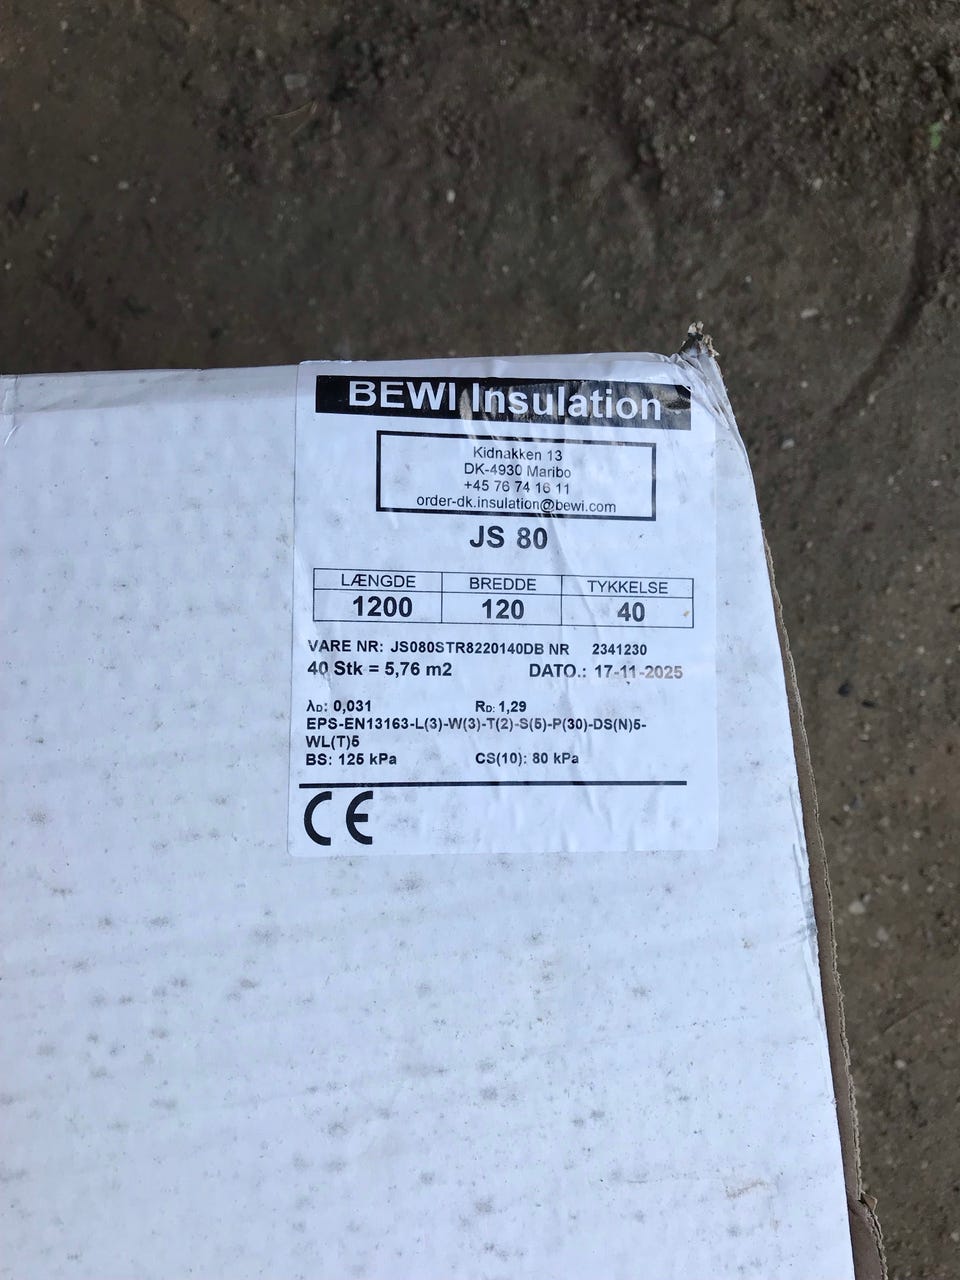 BEWI Insulation
Kidnakken 13
DK-4930 Maribo
+45 76 74 16 11
order-dk.insulation@bewi.com
JS 80
LÆNGDE BREDDE TYKKELSE
1200 120 40
VARE NR: JS080STR8220140DB NR 2341230
40 Stk = 5,76 m2 DATO.: 17-11-2025
λD: 0,031 RD: 1,29
EPS-EN13163-L(3)-W(3)-T(2)-S(5)-P(30)-DS(N)5-
WL(T)5
BS: 125 kPa CS(10): 80 kPa
CE